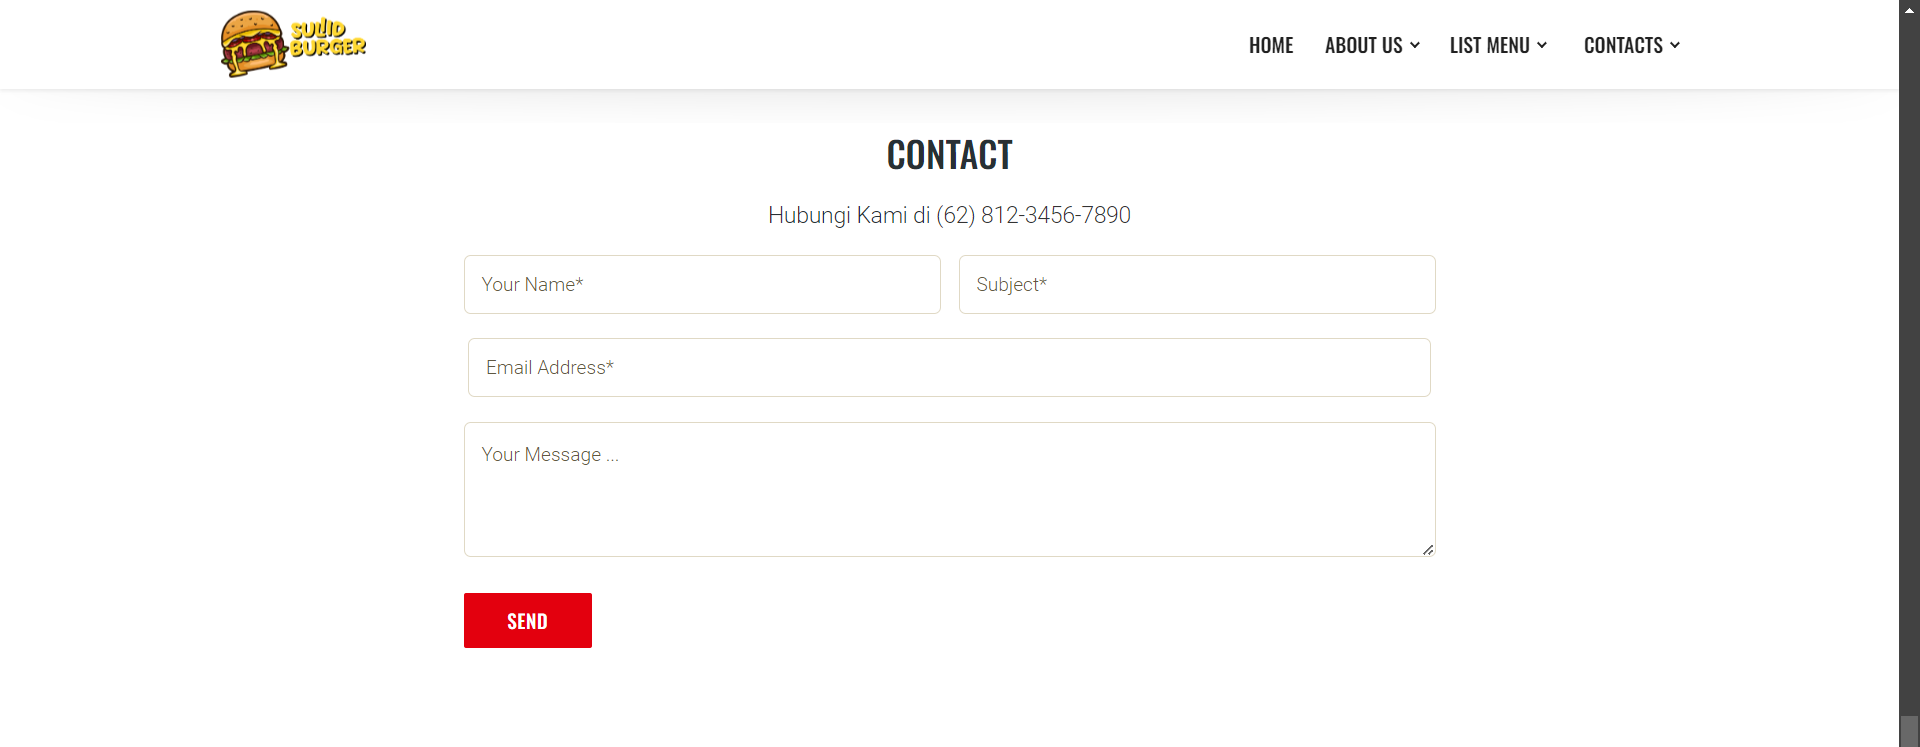 SULID
BURGER
HOME ABOUT US LIST MENU CONTACTS
CONTACT
Hubungi Kami di (62) 812-3456-7890
Your Name* Subject*
Email Address*
Your Message ...
SEND